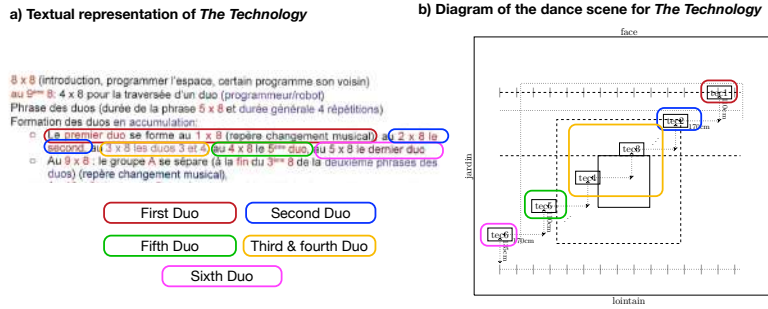 a) Textual representation of The Technology
8 x 8 (introduction, programmer l'espace, certain programme son voisin)
au 9ème 8: 4 x 8 pour la traversée d'un duo (programmeur/robot)
Phrase des duos (durée de la phrase 5 x 8 et durée générale 4 répétitions)
Formation des duos en accumulation:
o Le premier duo se forme au 1 x 8 (repère changement musical), au 2 x 8 le
second, au 3 x 8 les duos 3 et 4, au 4 x 8 le 5ème duo, au 5 x 8 le dernier duo
o Au 9 x 8 : le groupe A se sépare (à la fin du 3ème 8 de la deuxième phrases des
duos) (repère changement musical),
First Duo
Second Duo
Fifth Duo
Third & fourth Duo
Sixth Duo
b) Diagram of the dance scene for The Technology
face
tec1
tec2
170cm
tec3
jardin
tec4
tec5
tec6
170cm
lointain